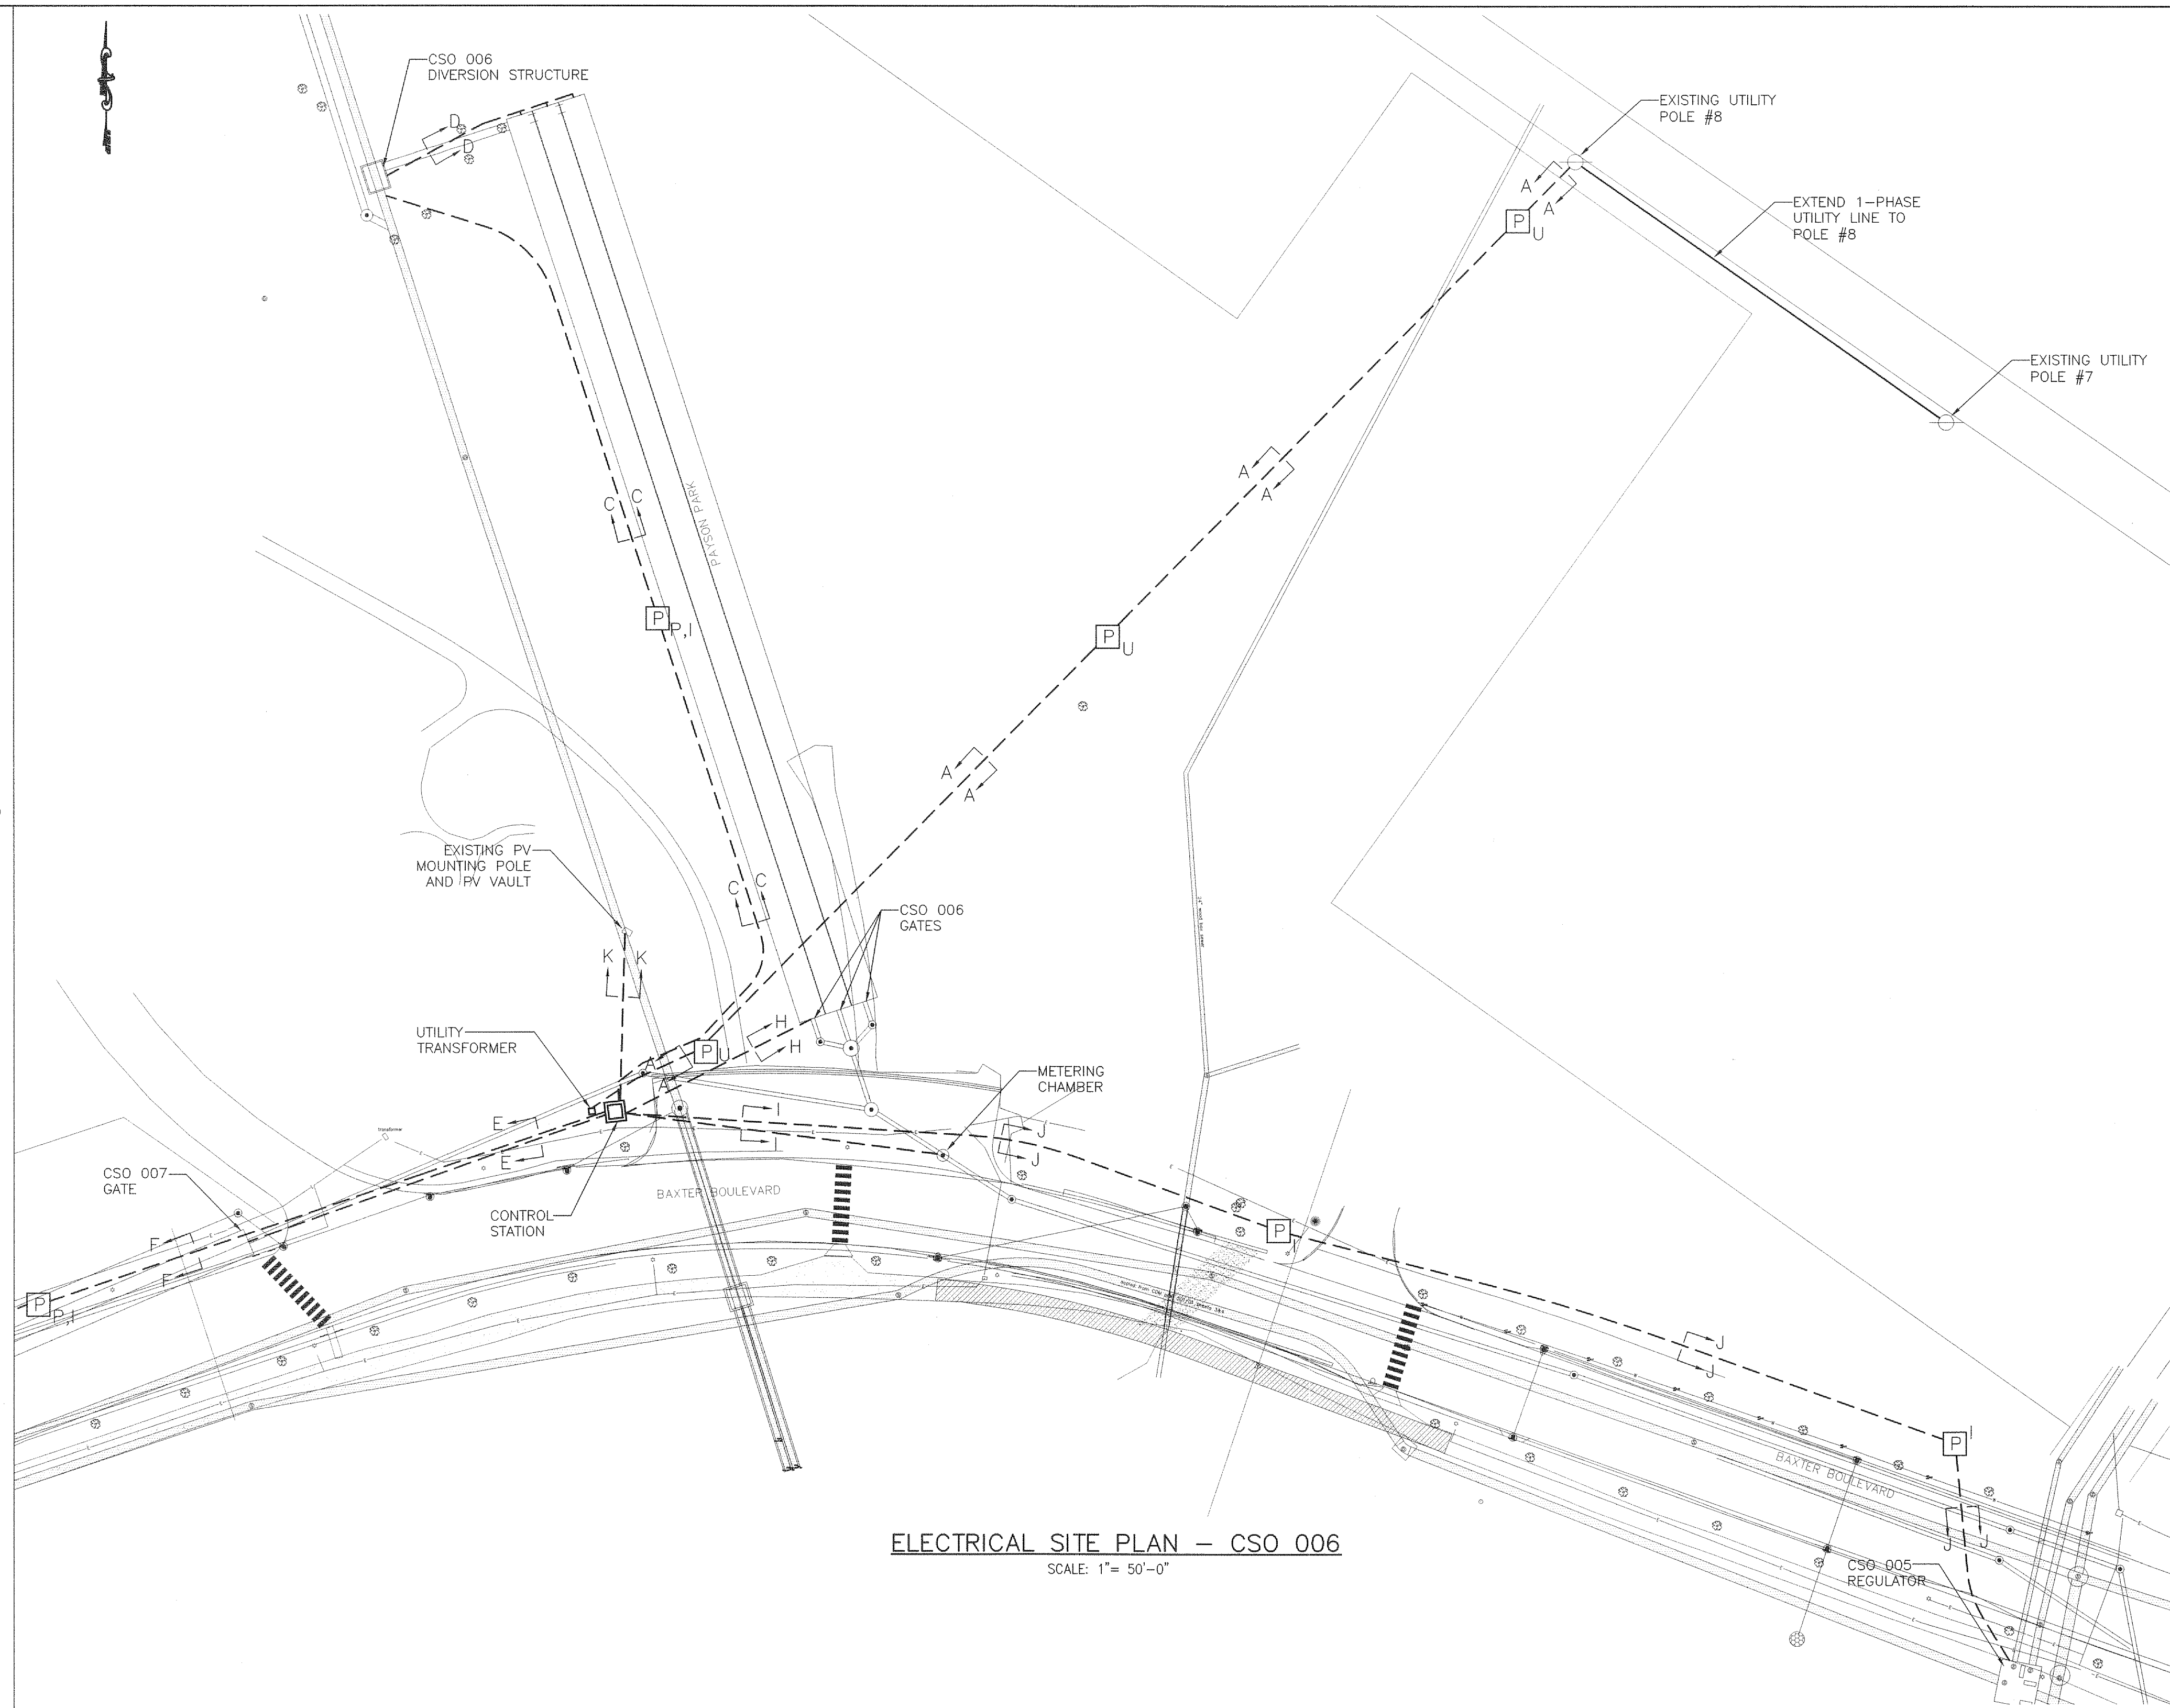 CSO 006
DIVERSION STRUCTURE
D
D
EXISTING UTILITY
POLE #8
A
A
P
U
EXTEND 1-PHASE
UTILITY LINE TO
POLE #8
EXISTING UTILITY
POLE #7
A
A
C
C
PAYSON PARK
P
P,I
P
U
A
A
EXISTING PV
MOUNTING POLE
AND PV VAULT
C
C
CSO 006
GATES
K
K
UTILITY
TRANSFORMER
H
H
P
U
A
A
METERING
CHAMBER
I
I
J
J
E
E
transformer
CSO 007
GATE
CONTROL
STATION
BAXTER BOULEVARD
F
F
P
P,I
P
I
J
J
P
I
BAXTER BOULEVARD
J
J
CSO 005
REGULATOR
ELECTRICAL SITE PLAN – CSO 006
SCALE: 1"= 50'-0"